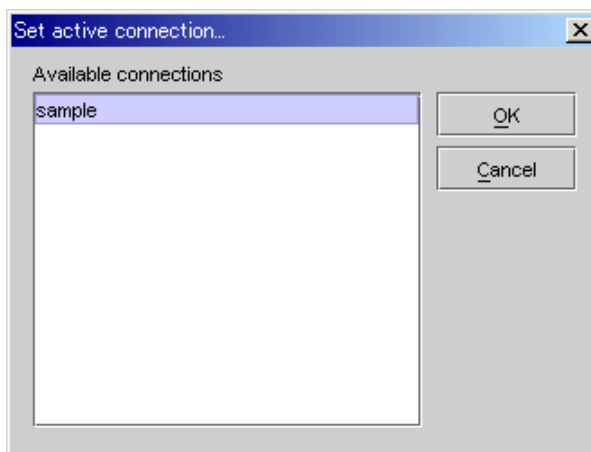 Set active connection...
Available connections
sample
OK
Cancel